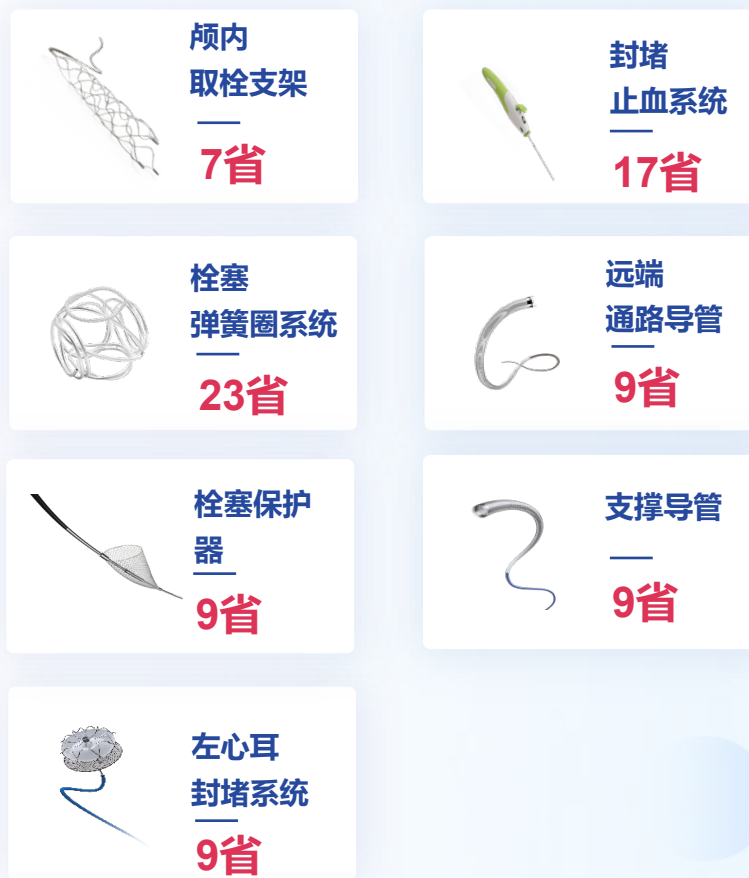 颅内
取栓支架
7省
封堵
止血系统
17省
栓塞
弹簧圈系统
23省
远端
通路导管
9省
栓塞保护
器
9省
支撑导管
9省
左心耳
封堵系统
9省